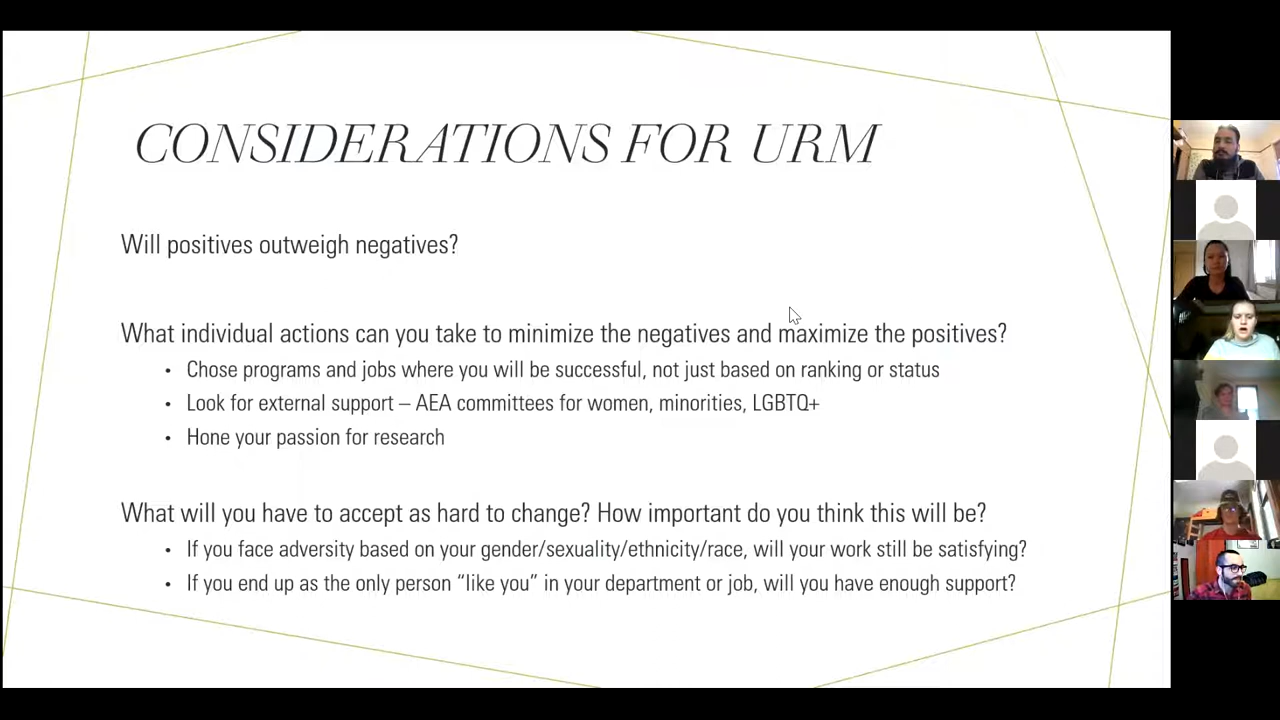 CONSIDERATIONS FOR URM
Will positives outweigh negatives?
What individual actions can you take to minimize the negatives and maximize the positives?
• Chose programs and jobs where you will be successful, not just based on ranking or status
• Look for external support – AEA committees for women, minorities, LGBTQ+
• Hone your passion for research
What will you have to accept as hard to change? How important do you think this will be?
• If you face adversity based on your gender/sexuality/ethnicity/race, will your work still be satisfying?
• If you end up as the only person “like you” in your department or job, will you have enough support?